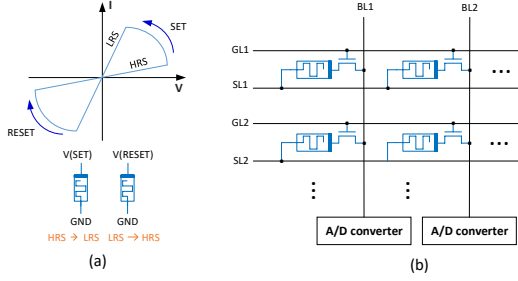 I
SET
LRS
HRS
V
RESET
V(SET) V(RESET)
GND GND
HRS → LRS LRS → HRS
(a)
BL1 BL2
GL1
SL1
GL2
SL2
A/D converter A/D converter
(b)